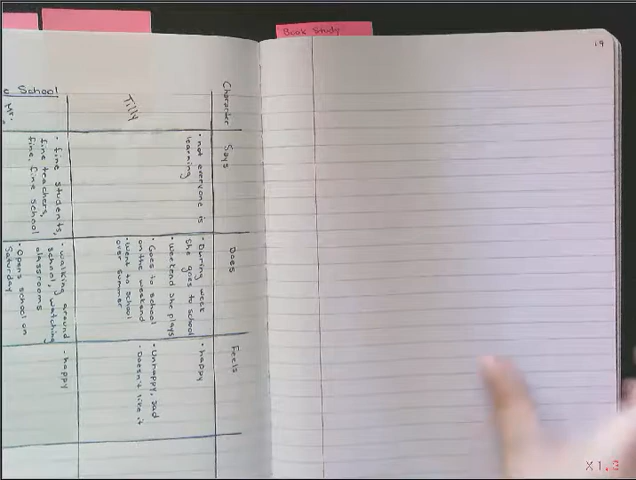 Book Study
19
e School
Character
Says
Does
Feels
Tilly
• not everyone is
learning
• During week
she goes to school
• weekend she plays
• Goes to school
on the weekend
• Went to school
over summer
• happy
• Unhappy, sad
• Doesn't like it
Mr.
• fine students,
fine teachers,
fine, fine school
• walking around
school, watching
classrooms
• Opens school on
Saturday
• happy
X1.3